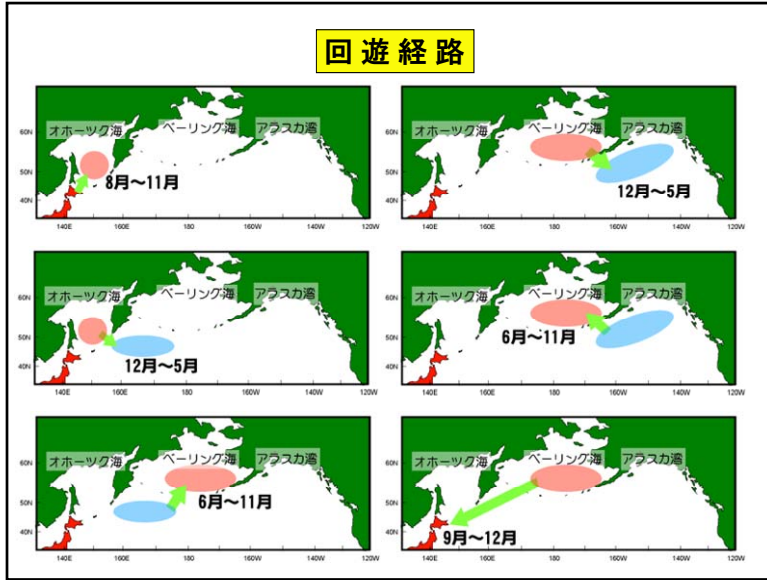 回遊経路
オホーツク海
ベーリング海
アラスカ湾
60N
50N
40N
8月～11月
140E
160E
180
160W
140W
120W
オホーツク海
ベーリング海
アラスカ湾
60N
50N
40N
12月～5月
140E
160E
180
160W
140W
120W
オホーツク海
ベーリング海
アラスカ湾
60N
50N
40N
12月～5月
140E
160E
180
160W
140W
120W
オホーツク海
ベーリング海
アラスカ湾
60N
50N
40N
6月～11月
140E
160E
180
160W
140W
120W
オホーツク海
ベーリング海
アラスカ湾
60N
50N
40N
6月～11月
140E
160E
180
160W
140W
120W
オホーツク海
ベーリング海
アラスカ湾
60N
50N
40N
9月～12月
140E
160E
180
160W
140W
120W